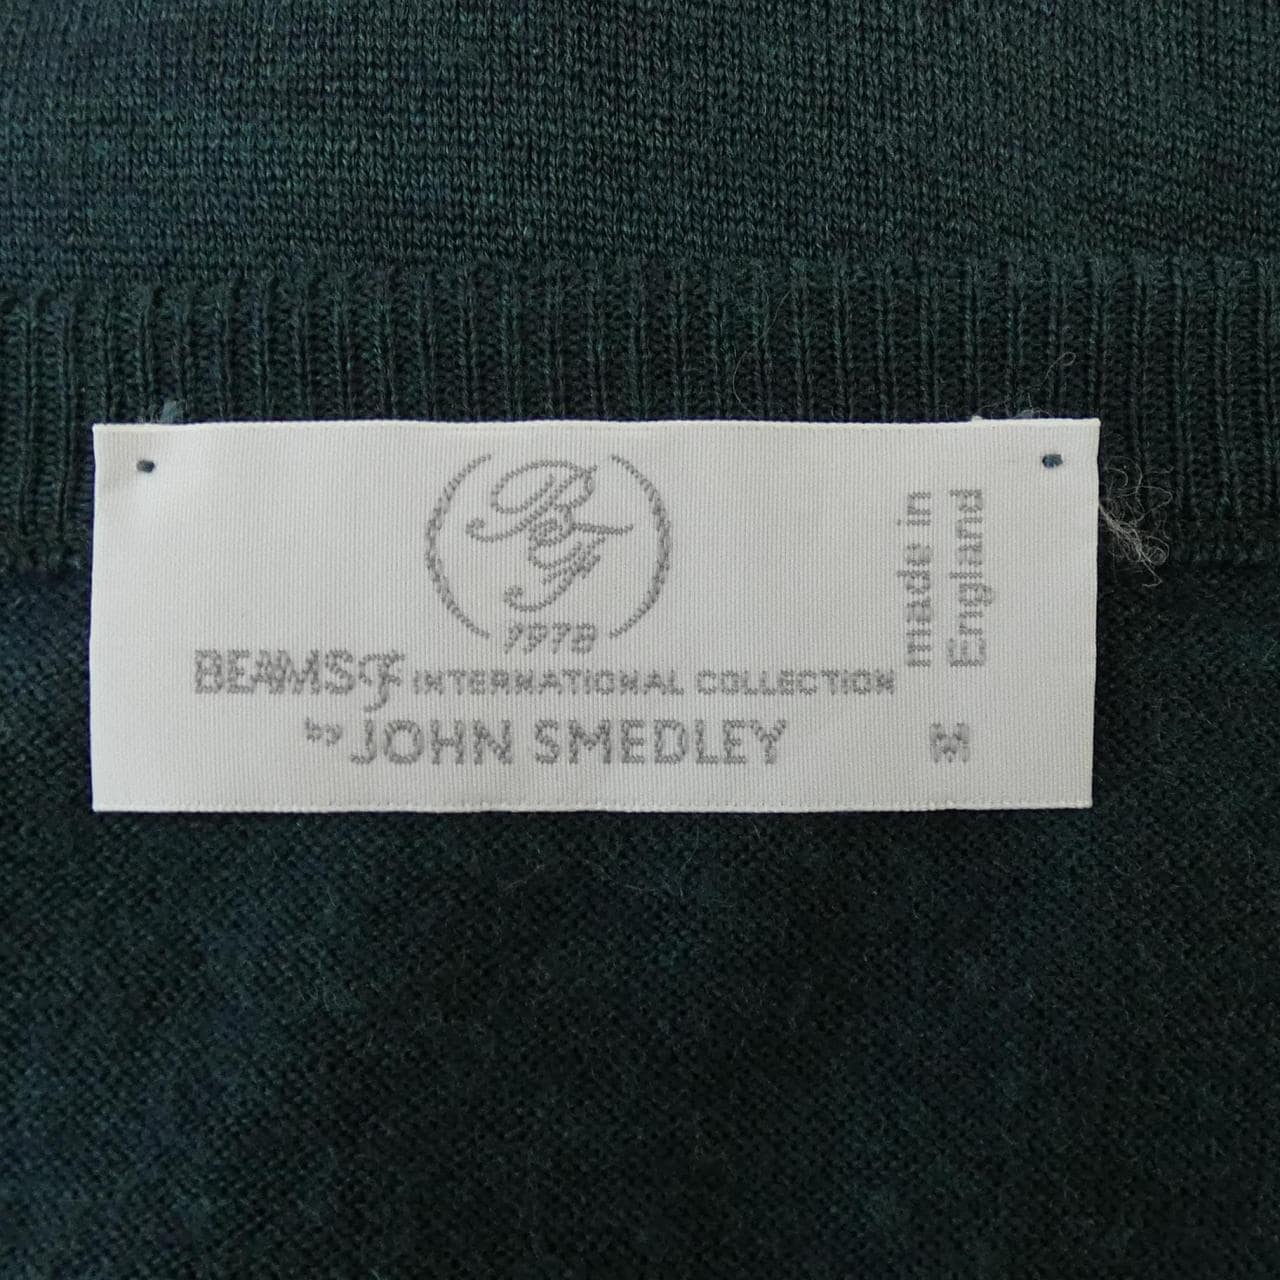 BF
1978
BEAMS F INTERNATIONAL COLLECTION
by JOHN SMEDLEY
made in
England
M